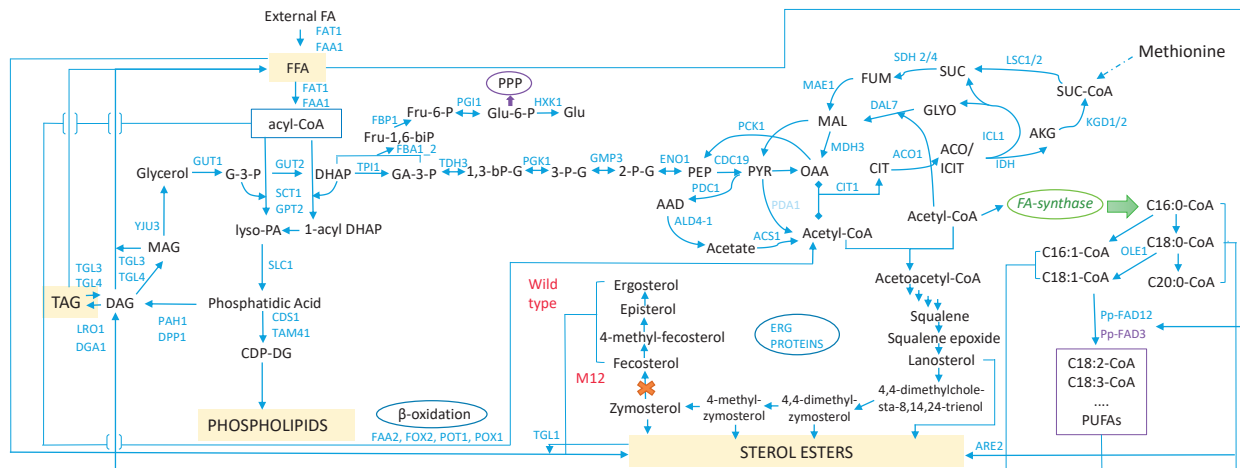 External FA
FAT1
FAA1
FFA
FAT1
FAA1
acyl-CoA
PPP
Fru-6-P
PGI1
Glu-6-P
HXK1
Glu
FBP1
Fru-1,6-biP
FBA1_2
Glycerol
GUT1
G-3-P
GUT2
DHAP
TPI1
GA-3-P
TDH3
1,3-bP-G
PGK1
3-P-G
GMP3
2-P-G
ENO1
PEP
CDC19
PYR
OAA
SCT1
GPT2
lyso-PA
1-acyl DHAP
YJU3
MAG
TGL3
TGL4
TGL3
TGL4
TAG
DAG
LRO1
DGA1
PAH1
DPP1
SLC1
Phosphatidic Acid
CDS1
TAM41
CDP-DG
PHOSPHOLIPIDS
β-oxidation
FAA2, FOX2, POT1, POX1
MAE1
FUM
SDH 2/4
SUC
LSC1/2
Methionine
SUC-CoA
DAL7
GLYO
MAL
PCK1
MDH3
ICL1
AKG
KGD1/2
ACO/
ICIT
IDH
CIT
ACO1
CIT1
PDC1
AAD
PDA1
ALD4-1
Acetate
ACS1
Acetyl-CoA
Acetyl-CoA
FA-synthase
C16:0-CoA
C16:1-CoA
OLE1
C18:0-CoA
C18:1-CoA
C20:0-CoA
Acetoacetyl-CoA
Squalene
Squalene epoxide
Lanosterol
4,4-dimethylchole-
sta-8,14,24-trienol
4,4-dimethyl-
zymosterol
4-methyl-
zymosterol
Zymosterol
Wild
type
Ergosterol
Episterol
4-methyl-fecosterol
Fecosterol
M12
ERG
PROTEINS
TGL1
STEROL ESTERS
ARE2
Pp-FAD12
Pp-FAD3
C18:2-CoA
C18:3-CoA
....
PUFAs